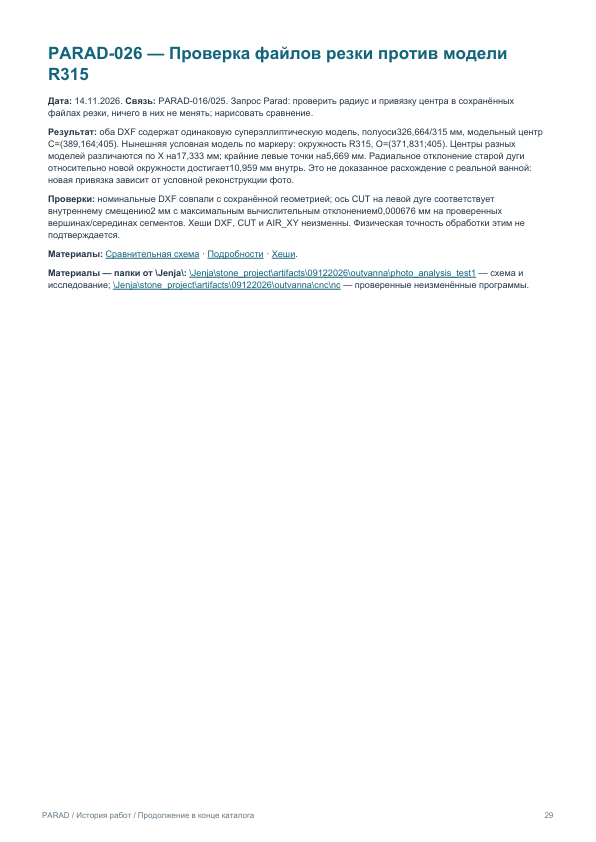 PARAD-026 — Проверка файлов резки против модели
R315
Дата: 14.11.2026. Связь: PARAD-016/025. Запрос Parad: проверить радиус и привязку центра в сохранённых
файлах резки, ничего в них не менять; нарисовать сравнение.
Результат: оба DXF содержат одинаковую суперэллиптическую модель, полуоси326,664/315 мм, модельный центр
C=(389,164;405). Нынешняя условная модель по маркеру: окружность R315, O=(371,831;405). Центры разных
моделей различаются по X на17,333 мм; крайние левые точки на5,669 мм. Радиальное отклонение старой дуги
относительно новой окружности достигает10,959 мм внутрь. Это не доказанное расхождение с реальной ванной:
новая привязка зависит от условной реконструкции фото.
Проверки: номинальные DXF совпали с сохранённой геометрией; ось CUT на левой дуге соответствует
внутреннему смещению2 мм с максимальным вычислительным отклонением0,000676 мм на проверенных
вершинах/серединах сегментов. Хеши DXF, CUT и AIR_XY неизменны. Физическая точность обработки этим не
подтверждается.
Материалы: Сравнительная схема · Подробности · Хеши.
Материалы — папки от \Jenja\: \Jenja\stone_project\artifacts\09122026\outvanna\photo_analysis_test1 — схема и
исследование; \Jenja\stone_project\artifacts\09122026\outvanna\cnc\nc — проверенные неизменённые программы.
PARAD / История работ / Продолжение в конце каталога
29